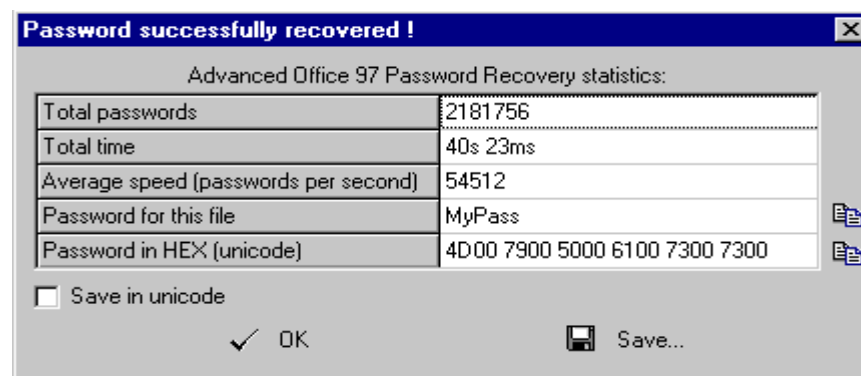 Password successfully recovered !
Advanced Office 97 Password Recovery statistics:
Total passwords 2181756
Total time 40s 23ms
Average speed (passwords per second) 54512
Password for this file MyPass
Password in HEX (unicode) 4D00 7900 5000 6100 7300 7300
Save in unicode
OK Save...